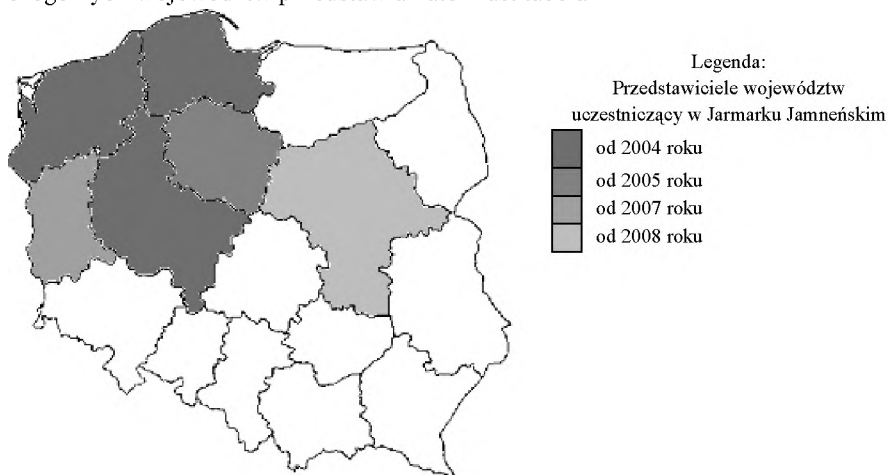 Legenda:
Przedstawiciele województw
uczestniczący w Jarmarku Jamneńskim
od 2004 roku
od 2005 roku
od 2007 roku
od 2008 roku